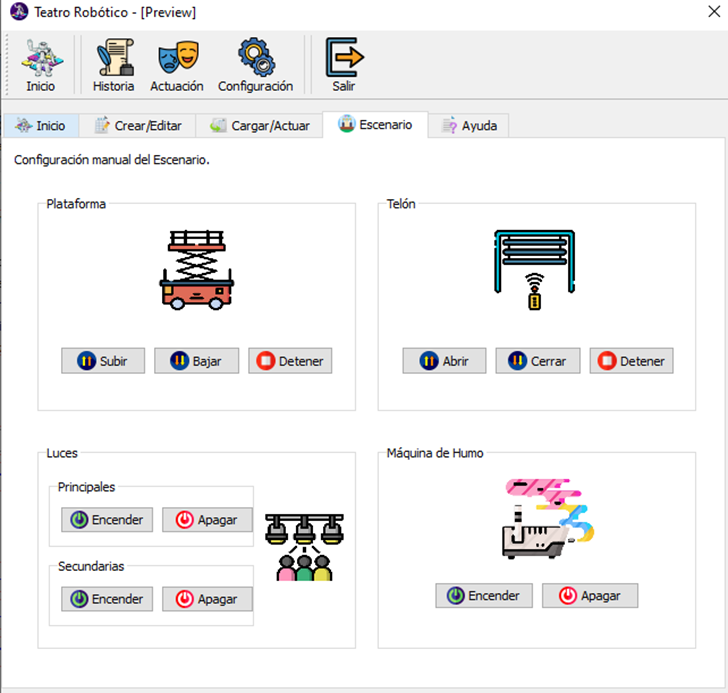 Teatro Robótico - [Preview]
Inicio Historia Actuación Configuración Salir
Inicio Crear/Editar Cargar/Actuar Escenario Ayuda
Configuración manual del Escenario.
Plataforma
Subir Bajar Detener
Telón
Abrir Cerrar Detener
Luces
Principales
Encender Apagar
Secundarias
Encender Apagar
Máquina de Humo
Encender Apagar